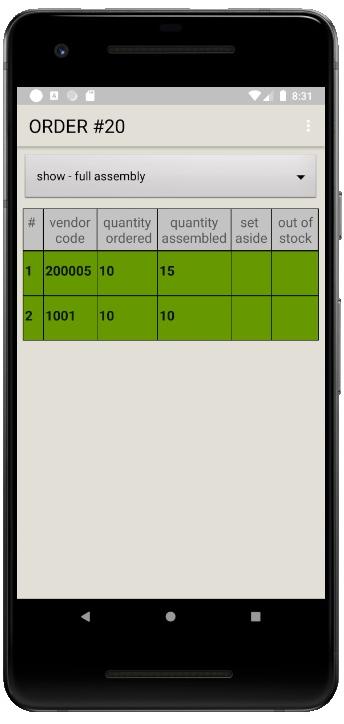 8:31
ORDER #20
show - full assembly
# vendor code quantity ordered quantity assembled set aside out of stock
1 200005 10 15
2 1001 10 10